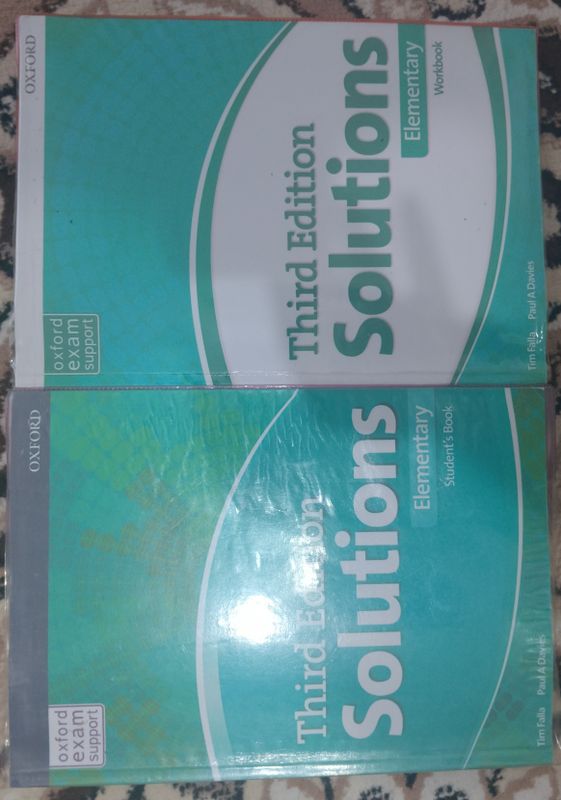 OXFORD
Third Edition
Solutions
Elementary
Workbook
oxford
exam
support
Tim Falla Paul A Davies
OXFORD
Third Edition
Solutions
Elementary
Student's Book
oxford
exam
support
Tim Falla Paul A Davies